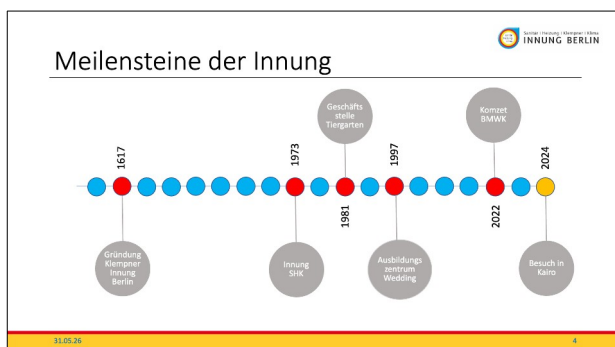 Sanitär | Heizung | Klempner | Klima
INNUNG BERLIN
Meilensteine der Innung
Geschäfts
stelle
Tiergarten
Komzet
BMWK
1617
1973
1981
1997
2022
2024
Gründung
Klempner
Innung
Berlin
Innung
SHK
Ausbildungs
zentrum
Wedding
Besuch in
Kairo
31.05.26
4